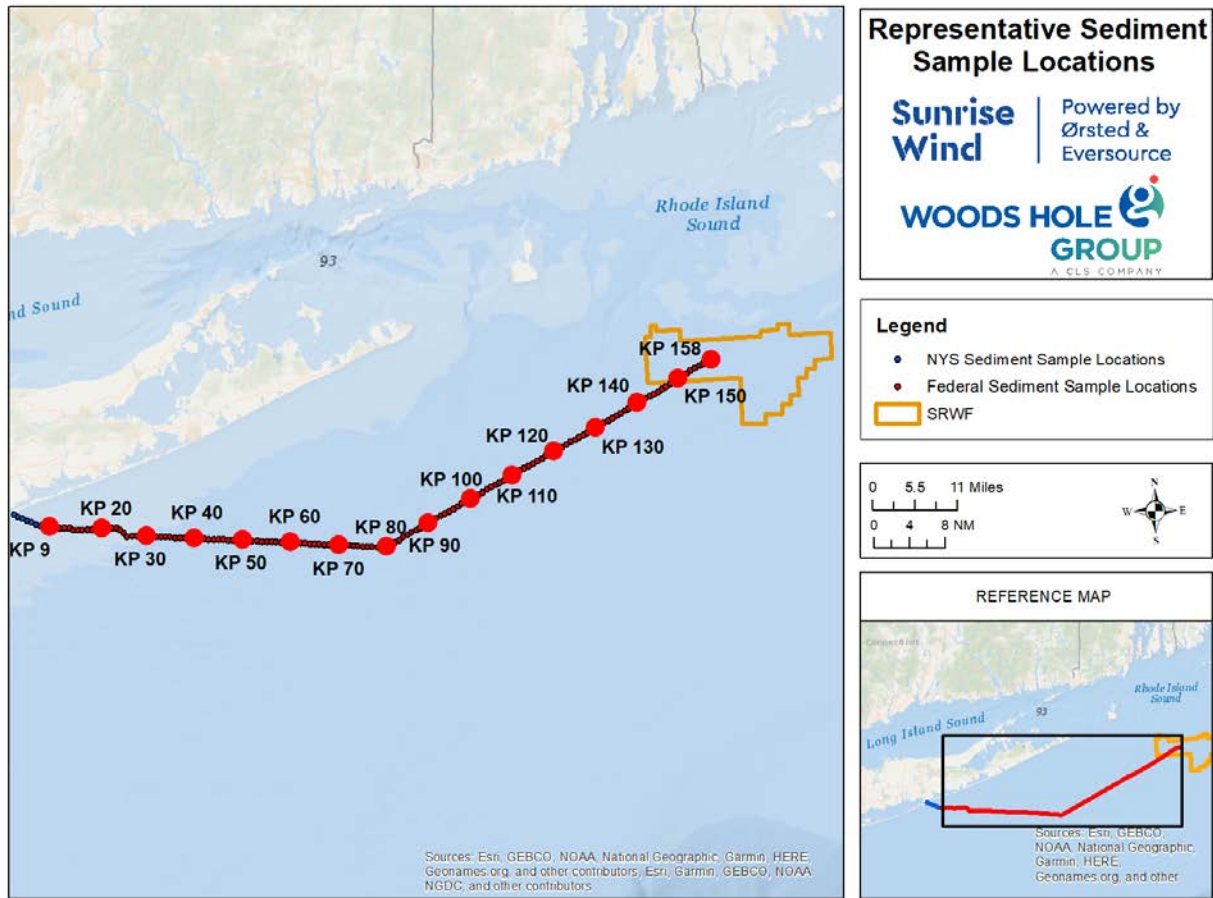 Rhode Island
Sound
93
nd Sound
KP 158
KP 140
KP 150
KP 120
KP 130
KP 100
KP 110
KP 20
KP 40
KP 60
KP 80
KP 90
KP 9
KP 30
KP 50
KP 70
Sources: Esri, GEBCO, NOAA, National Geographic, Garmin, HERE,
Geonames.org, and other contributors, Esri, Garmin, GEBCO, NOAA
NGDC, and other contributors
Representative Sediment
Sample Locations
Sunrise
Wind
Powered by
Ørsted &
Eversource
WOODS HOLE
GROUP
A CLS COMPANY
Legend
NYS Sediment Sample Locations
Federal Sediment Sample Locations
SRWF
0 5.5 11 Miles
0 4 8 NM
N
W E
S
REFERENCE MAP
Connecticut
Rhode Island
Sound
93
Long Island Sound
Sources: Esri, GEBCO,
NOAA, National Geographic,
Garmin, HERE,
Geonames.org, and other